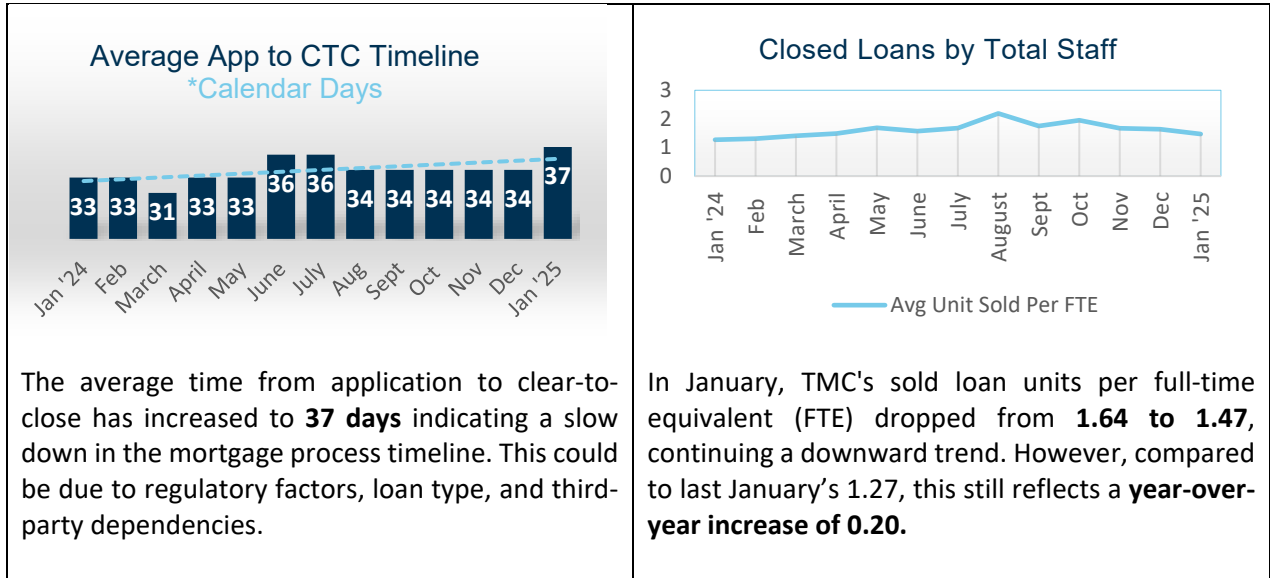 Average App to CTC Timeline
*Calendar Days
33 33 31 33 33 36 36 34 34 34 34 34 37
Jan '24 Feb March April May June July Aug Sept Oct Nov Dec Jan '25
The average time from application to clear-to-
close has increased to 37 days indicating a slow
down in the mortgage process timeline. This could
be due to regulatory factors, loan type, and third-
party dependencies.
Closed Loans by Total Staff
3
2
1
0
Jan '24 Feb March April May June July August Sept Oct Nov Dec Jan '25
Avg Unit Sold Per FTE
In January, TMC's sold loan units per full-time
equivalent (FTE) dropped from 1.64 to 1.47,
continuing a downward trend. However, compared
to last January’s 1.27, this still reflects a year-over-
year increase of 0.20.